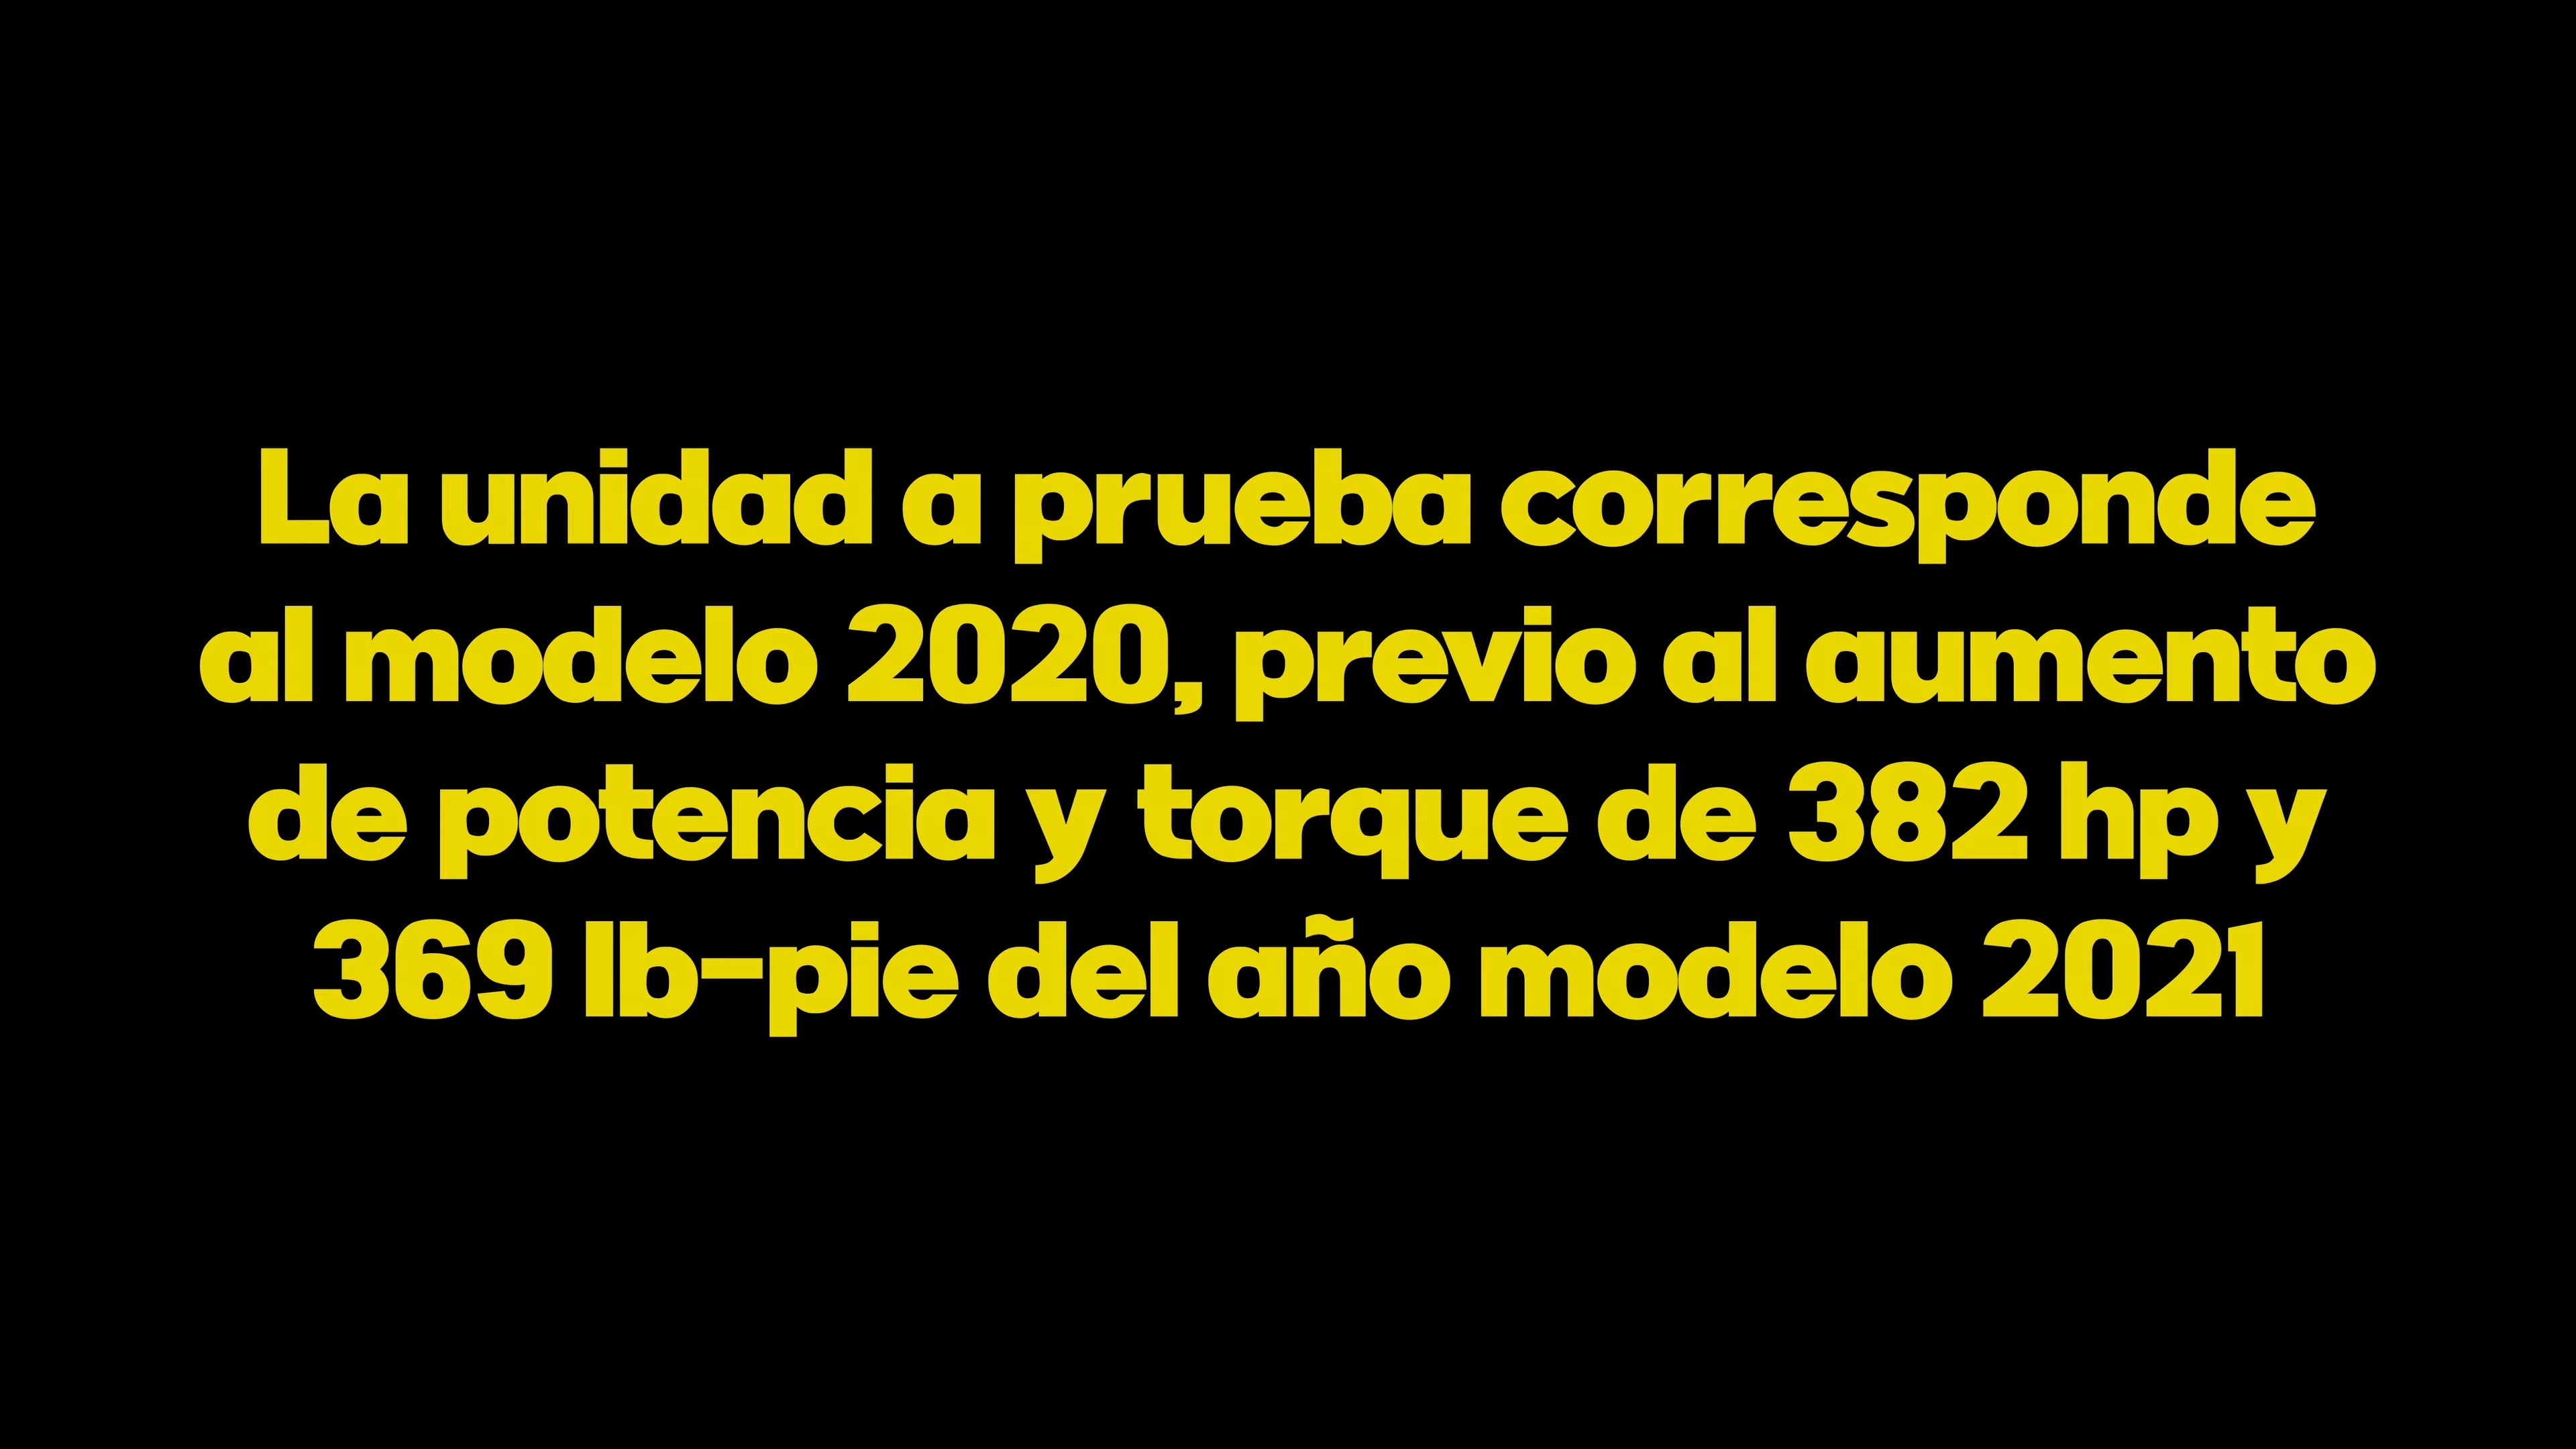 La unidad a prueba corresponde
al modelo 2020, previo al aumento
de potencia y torque de 382 hp y
369 lb-pie del año modelo 2021